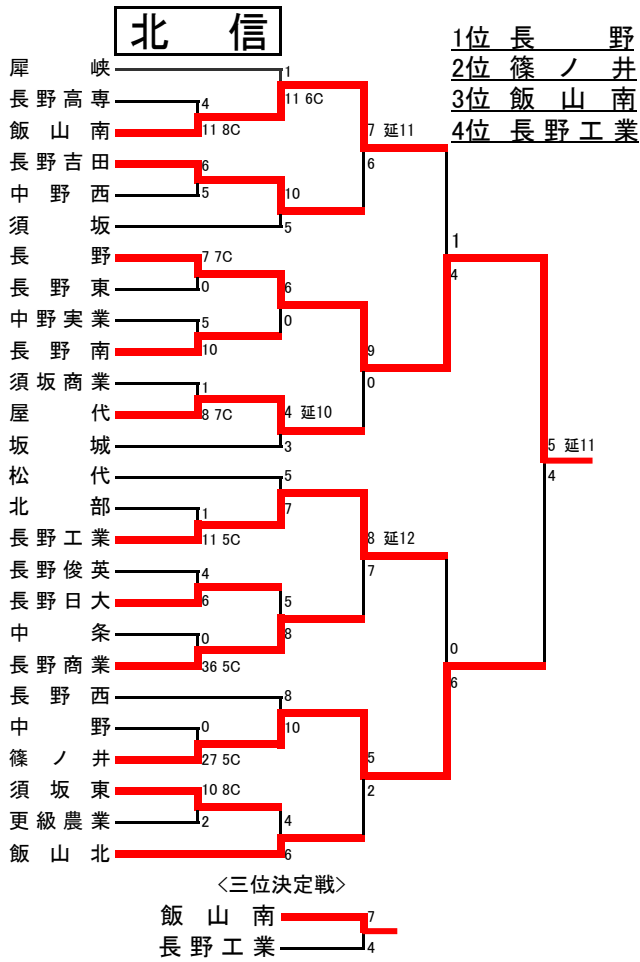 北 信
1位 長 野
2位 篠 ノ 井
3位 飯 山 南
4位 長 野 工 業
犀 峡
1
長 野 高 専
4
11 6C
飯 山 南
11 8C
7 延11
長 野 吉 田
6
6
中 野 西
5
10
須 坂
5
1
長 野
7 7C
4
長 野 東
0
6
中 野 実 業
5
0
長 野 南
10
9
須 坂 商 業
1
0
屋 代
8 7C
4 延10
坂 城
3
5 延11
4
松 代
5
北 部
1
7
長 野 工 業
11 5C
8 延12
長 野 俊 英
4
7
長 野 日 大
6
5
中 条
0
8
0
長 野 商 業
36 5C
6
長 野 西
8
中 野
0
10
篠 ノ 井
27 5C
5
須 坂 東
10 8C
2
更 級 農 業
2
4
飯 山 北
6
<三位決定戦>
飯 山 南
7
長 野 工 業
4